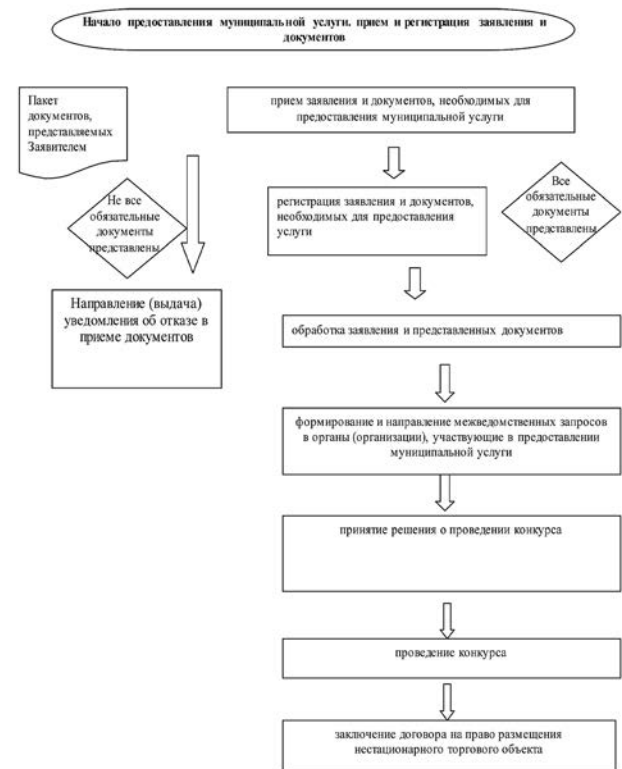 Начало предоставления муниципальной услуги. прием и регистрация заявления и
документов
Пакет
документов,
представляемых
Заявителем
прием заявления и документов, необходимых для
предоставления муниципальной услуги
Не все
обязательные
документы
представлены
регистрация заявления и документов,
необходимых для предоставления
услуги
Все
обязательные
документы
представлены
Направление (выдача)
уведомления об отказе в
приеме документов
обработка заявления и представленных документов
формирование и направление межведомственных запросов
в органы (организации), участвующие в предоставлении
муниципальной услуги
принятие решения о проведении конкурса
проведение конкурса
заключение договора на право размещения
нестационарного торгового объекта